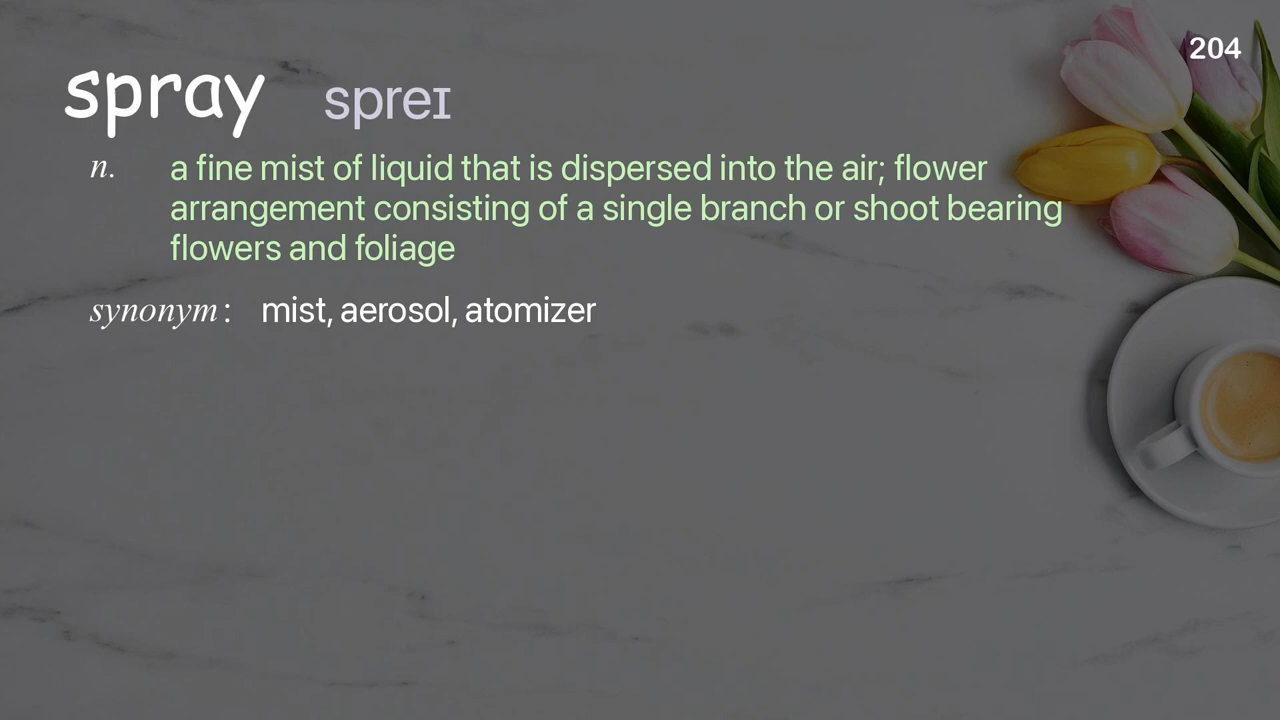 204
spray spreɪ
n. a fine mist of liquid that is dispersed into the air; flower
arrangement consisting of a single branch or shoot bearing
flowers and foliage
synonym: mist, aerosol, atomizer